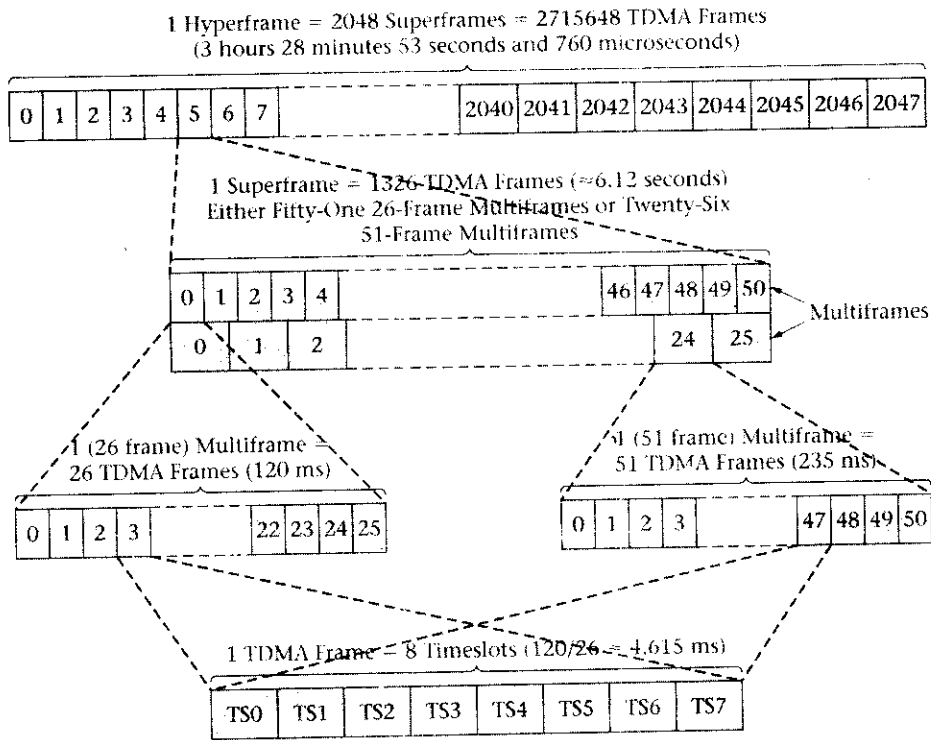 1 Hyperframe = 2048 Superframes = 2715648 TDMA Frames
(3 hours 28 minutes 53 seconds and 760 microseconds)
0 1 2 3 4 5 6 7 2040 2041 2042 2043 2044 2045 2046 2047
1 Superframe = 1326 TDMA Frames (≈6.12 seconds)
Either Fifty-One 26-Frame Multiframes or Twenty-Six
51-Frame Multiframes
0 1 2 3 4 46 47 48 49 50
Multiframes
0 1 2 24 25
1 (26 frame) Multiframe =
26 TDMA Frames (120 ms)
1 (51 frame) Multiframe =
51 TDMA Frames (235 ms)
0 1 2 3 22 23 24 25
0 1 2 3 47 48 49 50
1 TDMA Frame = 8 Timeslots (120/26 = 4.615 ms)
TS0 TS1 TS2 TS3 TS4 TS5 TS6 TS7